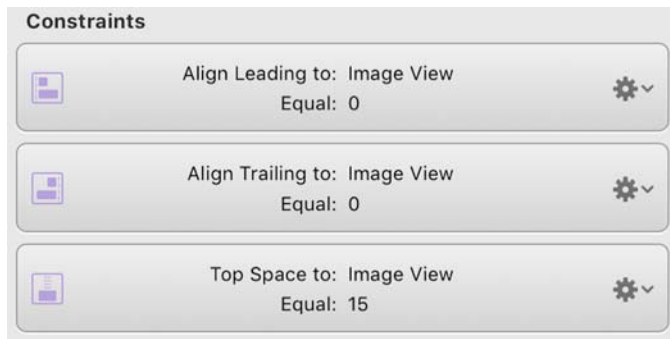 Constraints
Align Leading to: Image View
Equal: 0
Align Trailing to: Image View
Equal: 0
Top Space to: Image View
Equal: 15